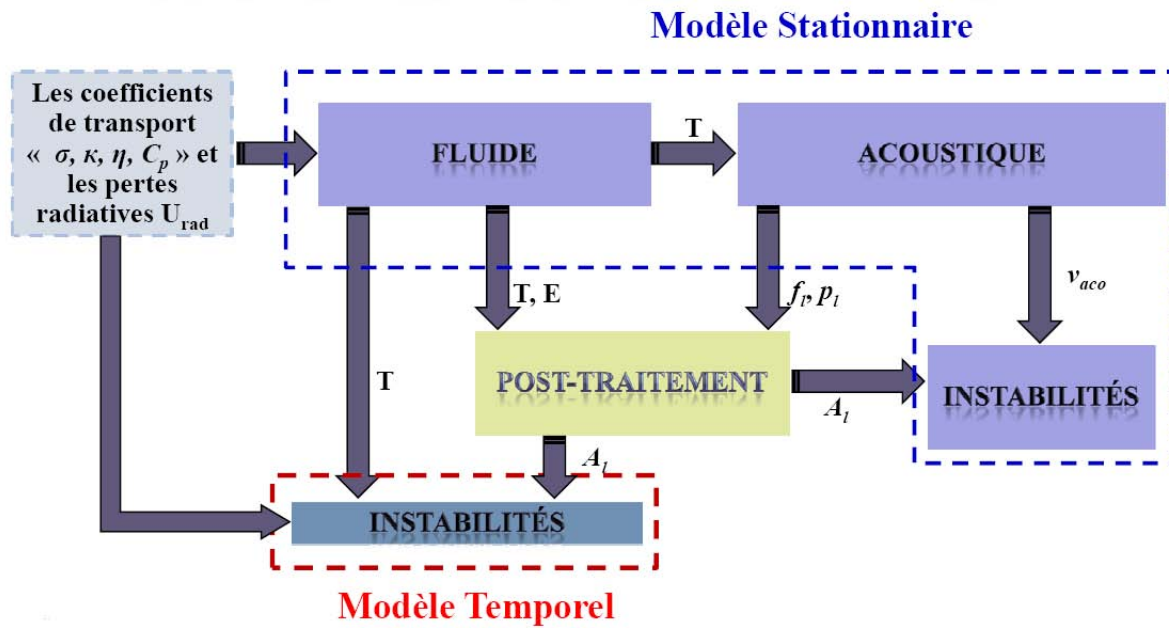 Modèle Stationnaire
Les coefficients
de transport
« σ, κ, η, Cp » et
les pertes
radiatives Urad
FLUIDE
T
ACOUSTIQUE
T, E
fl, pl
vaco
T
POST-TRAITEMENT
Al
INSTABILITÉS
Al
INSTABILITÉS
Modèle Temporel